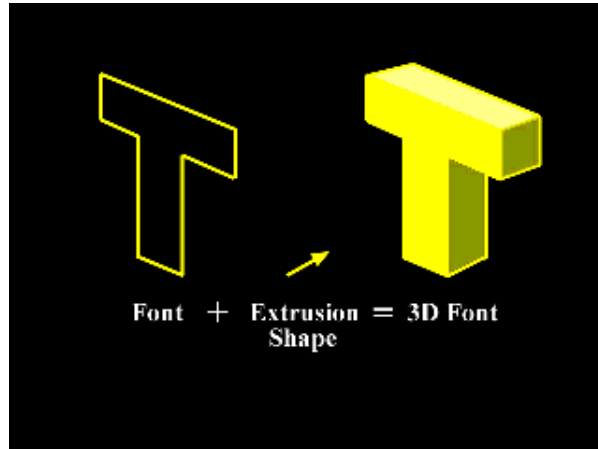 Font + Extrusion = 3D Font
Shape